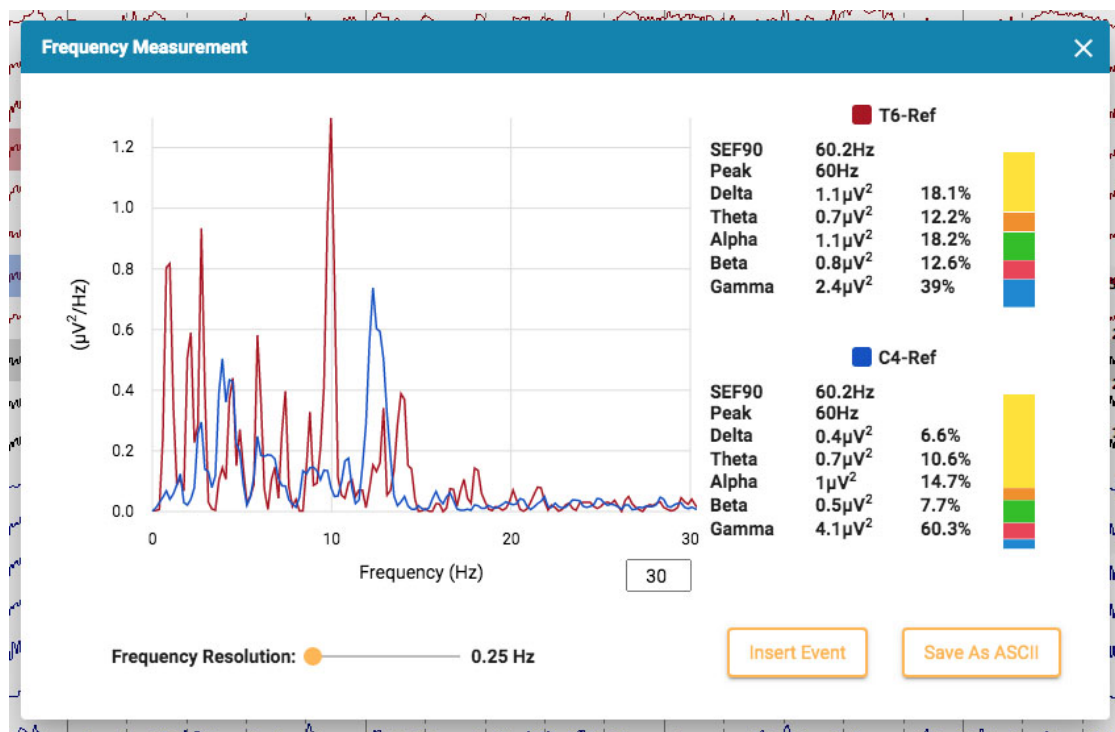 Frequency Measurement
T6-Ref
SEF90 60.2Hz
Peak 60Hz
Delta 1.1µV² 18.1%
Theta 0.7µV² 12.2%
Alpha 1.1µV² 18.2%
Beta 0.8µV² 12.6%
Gamma 2.4µV² 39%
C4-Ref
SEF90 60.2Hz
Peak 60Hz
Delta 0.4µV² 6.6%
Theta 0.7µV² 10.6%
Alpha 1µV² 14.7%
Beta 0.5µV² 7.7%
Gamma 4.1µV² 60.3%
(µV²/Hz)
1.2
1.0
0.8
0.6
0.4
0.2
0.0
0 10 20 30
Frequency (Hz) 30
Frequency Resolution: 0.25 Hz
Insert Event Save As ASCII